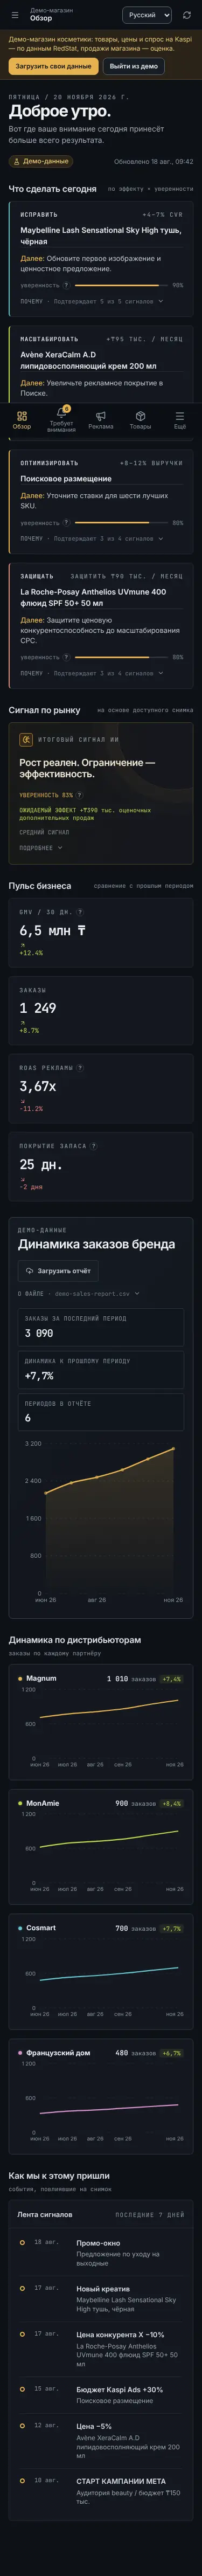 Демо-магазин
Обзор
Русский
Демо-магазин косметики: товары, цены и спрос на Kaspi
— по данным RedStat, продажи магазина — оценка.
Загрузить свои данные
Выйти из демо
ПЯТНИЦА / 20 НОЯБРЯ 2026 Г.
Доброе утро.
Вот где ваше внимание сегодня принесёт
больше всего результата.
Демо-данные
Обновлено 18 авг., 09:42
Что сделать сегодня
по эффекту × уверенности
ИСПРАВИТЬ
+4–7% CVR
Maybelline Lash Sensational Sky High тушь,
чёрная
Далее: Обновите первое изображение и
ценностное предложение.
уверенность ? 90%
ПОЧЕМУ · Подтверждает 5 из 5 сигналов
МАСШТАБИРОВАТЬ
+₸95 ТЫС. / МЕСЯЦ
Avène XeraCalm A.D
липидовосполняющий крем 200 мл
Далее: Увеличьте рекламное покрытие в
Поиске.
Обзор
6
Требует
внимания
Реклама
Товары
Ещё
ОПТИМИЗИРОВАТЬ
+8–12% ВЫРУЧКИ
Поисковое размещение
Далее: Уточните ставки для шести лучших
SKU.
уверенность ? 80%
ПОЧЕМУ · Подтверждает 3 из 4 сигналов
ЗАЩИЩАТЬ
ЗАЩИТИТЬ ₸90 ТЫС. / МЕСЯЦ
La Roche-Posay Anthelios UVmune 400
флюид SPF 50+ 50 мл
Далее: Защитите ценовую
конкурентоспособность до масштабирования
CPC.
уверенность ? 80%
ПОЧЕМУ · Подтверждает 3 из 4 сигналов
Сигнал по рынку
на основе доступного снимка
ИТОГОВЫЙ СИГНАЛ ИИ
Рост реален. Ограничение —
эффективность.
УВЕРЕННОСТЬ 83% ?
ОЖИДАЕМЫЙ ЭФФЕКТ +₸390 тыс. оценочных
дополнительных продаж
СРЕДНИЙ СИГНАЛ
ПОДРОБНЕЕ
Пульс бизнеса
сравнение с прошлым периодом
GMV / 30 ДН. ?
6,5 млн ₸
+12.4%
ЗАКАЗЫ
1 249
+8.7%
ROAS РЕКЛАМЫ ?
3,67x
-11.2%
ПОКРЫТИЕ ЗАПАСА ?
25 дн.
-2 дня
ДЕМО-ДАННЫЕ
Динамика заказов бренда
Загрузить отчёт
О ФАЙЛЕ · demo-sales-report.csv
ЗАКАЗЫ ЗА ПОСЛЕДНИЙ ПЕРИОД
3 090
ДИНАМИКА К ПРОШЛОМУ ПЕРИОДУ
+7,7%
ПЕРИОДОВ В ОТЧЁТЕ
6
3 200
2 400
1 600
800
0
июн 26 авг 26 ноя 26
Динамика по дистрибьюторам
заказы по каждому партнёру
Magnum 1 010 заказов +7,4%
1 200
600
0
июн 26 июл 26 авг 26 сен 26 ноя 26
MonAmie 900 заказов +8,4%
1 200
600
0
июн 26 июл 26 авг 26 сен 26 ноя 26
Cosmart 700 заказов +7,7%
1 200
600
0
июн 26 июл 26 авг 26 сен 26 ноя 26
Французский дом 480 заказов +6,7%
1 200
600
0
июн 26 июл 26 авг 26 сен 26 ноя 26
Как мы к этому пришли
события, повлиявшие на снимок
Лента сигналов
ПОСЛЕДНИЕ 7 ДНЕЙ
18 авг.
Промо-окно
Предложение по уходу на
выходные
17 авг.
Новый креатив
Maybelline Lash Sensational Sky
High тушь, чёрная
17 авг.
Цена конкурента X −10%
La Roche-Posay Anthelios
UVmune 400 флюид SPF 50+ 50
мл
15 авг.
Бюджет Kaspi Ads +30%
Поисковое размещение
12 авг.
Цена −5%
Avène XeraCalm A.D
липидовосполняющий крем 200
мл
10 авг.
СТАРТ КАМПАНИИ МЕТА
Аудитория beauty / бюджет ₸150
тыс.